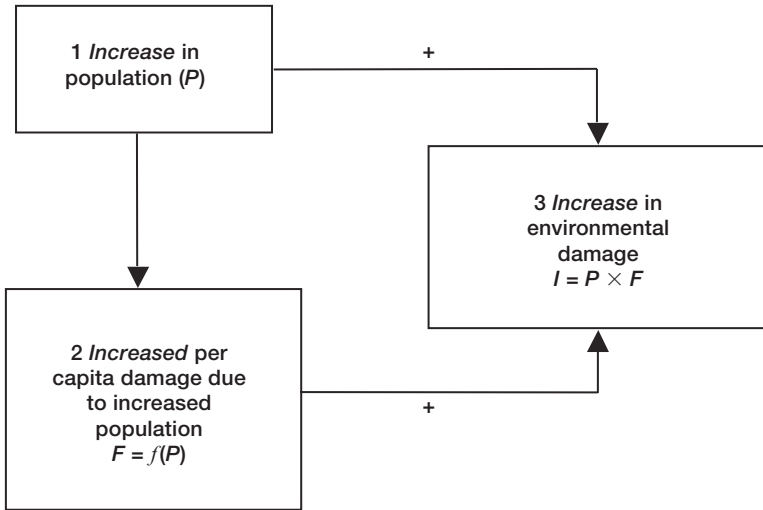 1 Increase in
population (P)
+
3 Increase in
environmental
damage
I = P × F
2 Increased per
capita damage due
to increased
population
F = f(P)
+